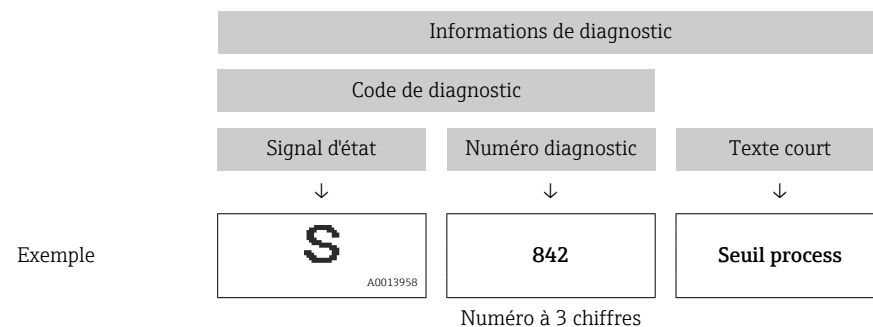 Informations de diagnostic
Code de diagnostic
Signal d'état Numéro diagnostic Texte court
↓ ↓ ↓
Exemple S 842 Seuil process
A0013958
Numéro à 3 chiffres